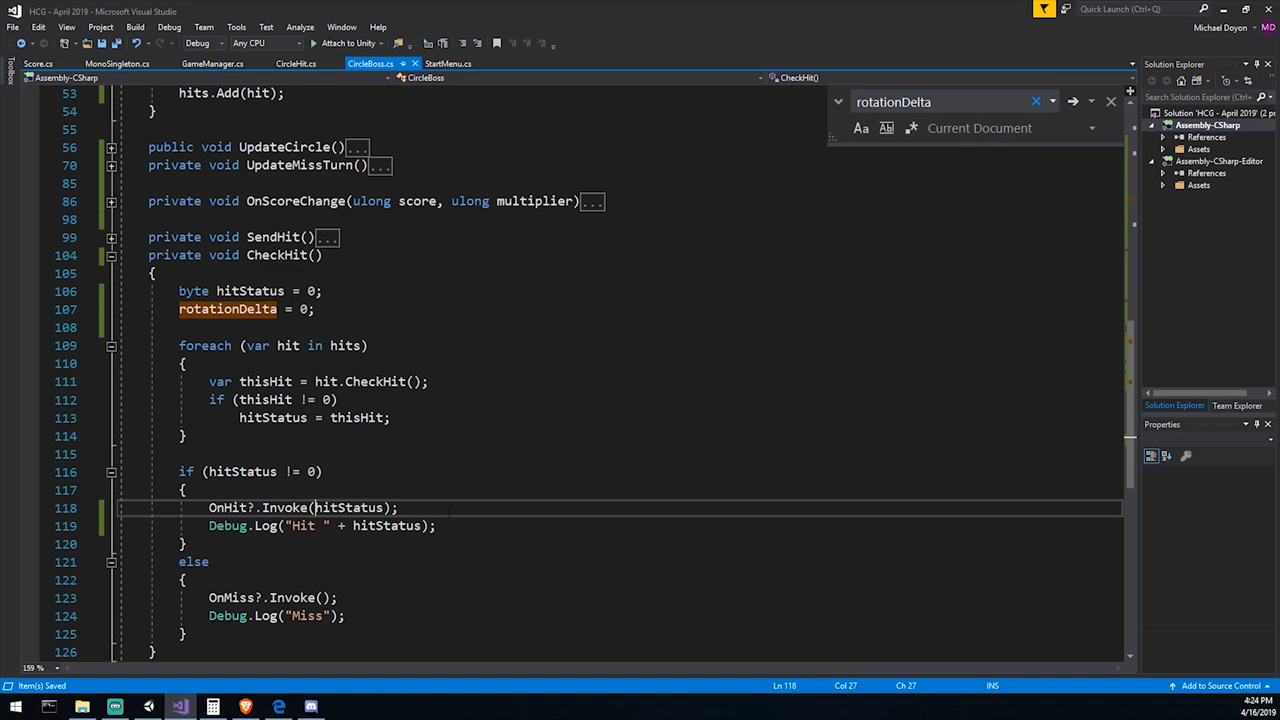 HCG - April 2019 - Microsoft Visual Studio
Quick Launch (Ctrl+Q)
File Edit View Project Build Debug Team Tools Test Analyze Window Help
Michael Doyon MD
Debug Any CPU Attach to Unity
Toolbox
Score.cs MonoSingleton.cs GameManager.cs CircleHit.cs CircleBoss.cs StartMenu.cs
Assembly-CSharp CircleBoss CheckHit()
rotationDelta
Aa Ab Current Document
53 hits.Add(hit);
54 }
55
56 public void UpdateCircle()...
70 private void UpdateMissTurn()...
85
86 private void OnScoreChange(ulong score, ulong multiplier)...
98
99 private void SendHit()...
104 private void CheckHit()
105 {
106 byte hitStatus = 0;
107 rotationDelta = 0;
108
109 foreach (var hit in hits)
110 {
111 var thisHit = hit.CheckHit();
112 if (thisHit != 0)
113 hitStatus = thisHit;
114 }
115
116 if (hitStatus != 0)
117 {
118 OnHit?.Invoke(hitStatus);
119 Debug.Log("Hit " + hitStatus);
120 }
121 else
122 {
123 OnMiss?.Invoke();
124 Debug.Log("Miss");
125 }
126 }
159 %
Solution Explorer
Search Solution Explorer (Ctrl+
Solution 'HCG - April 2019' (2 p
Assembly-CSharp
References
Assets
Assembly-CSharp-Editor
References
Assets
Solution Explorer Team Explorer
Properties
Item(s) Saved Ln 118 Col 27 Ch 27 INS Add to Source Control
4:24 PM
4/16/2019